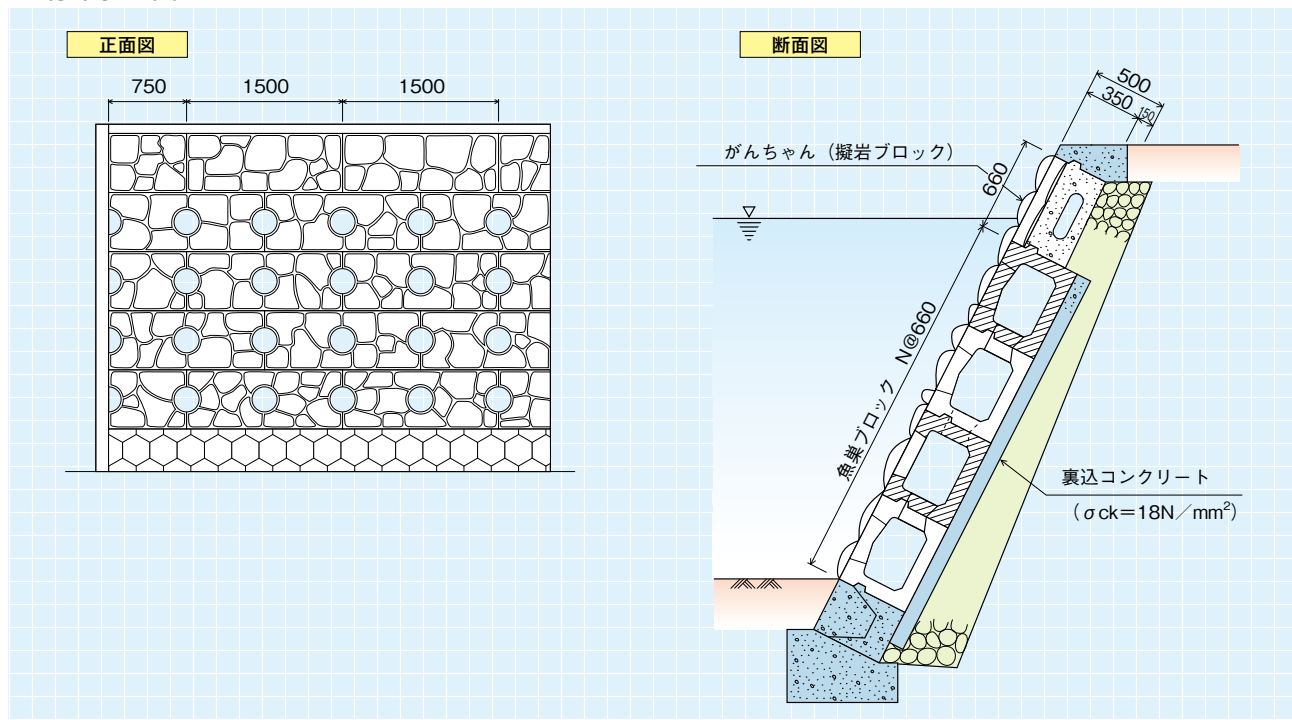 正面図
750
1500
1500
断面図
500
350
150
がんちゃん（擬岩ブロック）
660
魚巣ブロック N@660
裏込コンクリート
（σck＝18N／mm²）